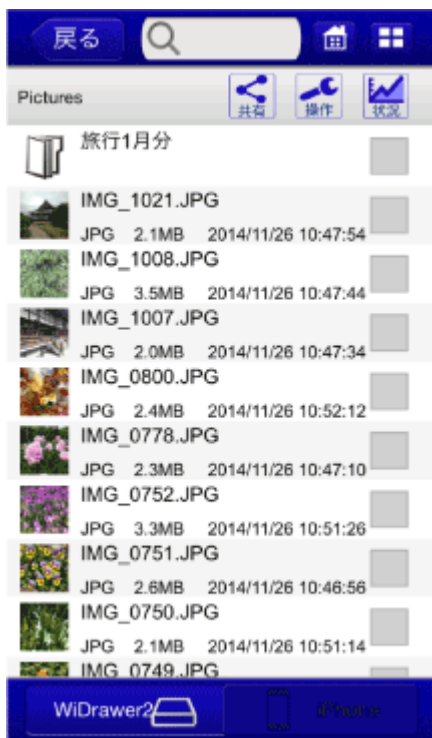 戻る
Pictures
共有
操作
状況
旅行1月分
IMG_1021.JPG
JPG 2.1MB 2014/11/26 10:47:54
IMG_1008.JPG
JPG 3.5MB 2014/11/26 10:47:44
IMG_1007.JPG
JPG 2.0MB 2014/11/26 10:47:34
IMG_0800.JPG
JPG 2.4MB 2014/11/26 10:52:12
IMG_0778.JPG
JPG 2.3MB 2014/11/26 10:47:10
IMG_0752.JPG
JPG 3.3MB 2014/11/26 10:51:26
IMG_0751.JPG
JPG 2.6MB 2014/11/26 10:46:56
IMG_0750.JPG
JPG 2.1MB 2014/11/26 10:51:14
IMG_0749.JPG
WiDrawer2